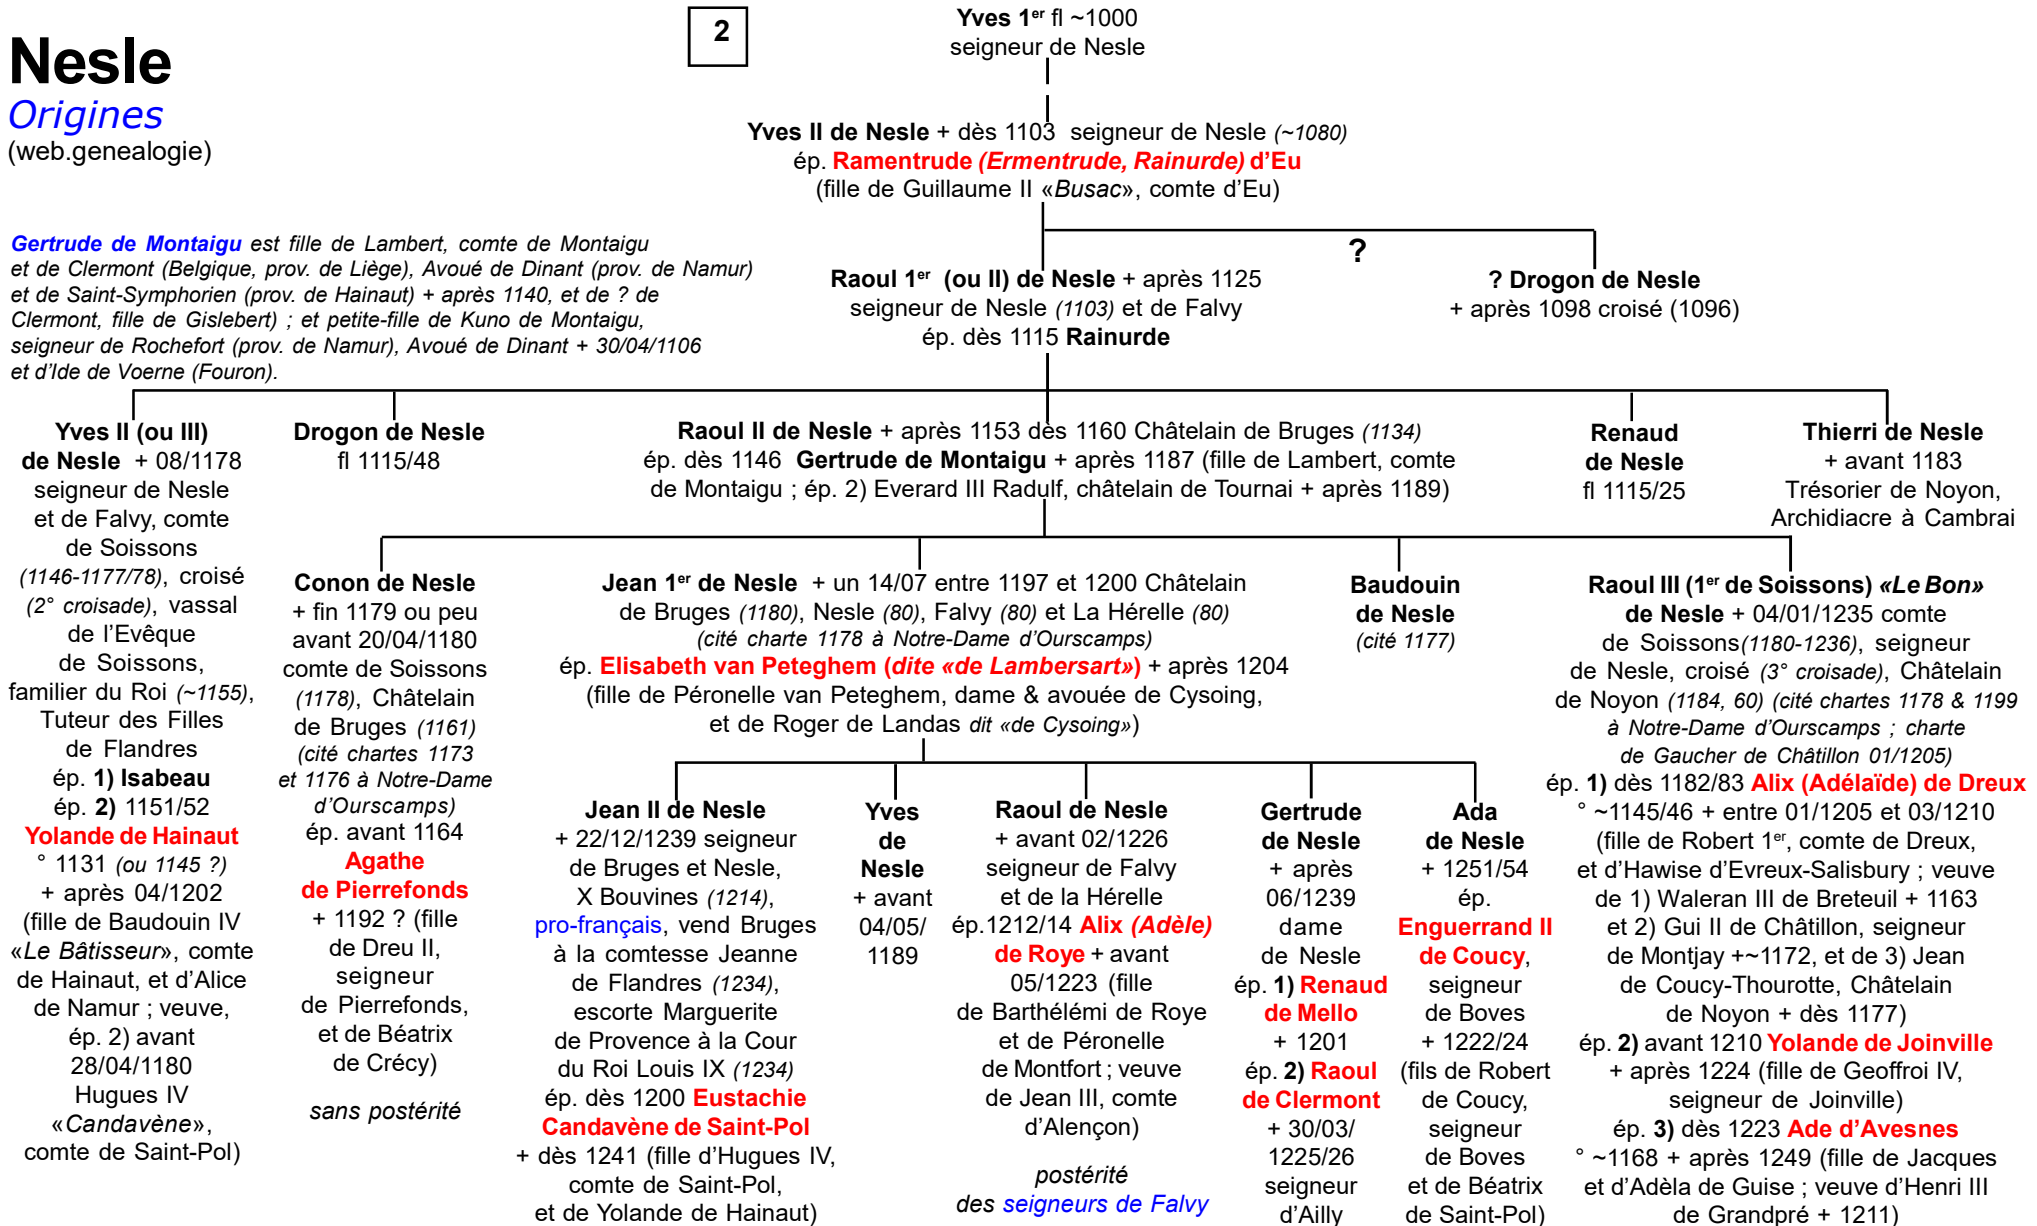 Nesle
Origines
(web.genealogie)
2
Yves 1er fl ~1000
seigneur de Nesle
Yves II de Nesle + dès 1103 seigneur de Nesle (~1080)
ép. Ramentrude (Ermentrude, Rainurde) d'Eu
(fille de Guillaume II «Busac», comte d'Eu)
Gertrude de Montaigu est fille de Lambert, comte de Montaigu
et de Clermont (Belgique, prov. de Liège), Avoué de Dinant (prov. de Namur)
et de Saint-Symphorien (prov. de Hainaut) + après 1140, et de ? de
Clermont, fille de Gislebert) ; et petite-fille de Kuno de Montaigu,
seigneur de Rochefort (prov. de Namur), Avoué de Dinant + 30/04/1106
et d'Ide de Voerne (Fouron).
?
Raoul 1er (ou II) de Nesle + après 1125
seigneur de Nesle (1103) et de Falvy
ép. dès 1115 Rainurde
? Drogon de Nesle
+ après 1098 croisé (1096)
Yves II (ou III)
de Nesle + 08/1178
seigneur de Nesle
et de Falvy, comte
de Soissons
(1146-1177/78), croisé
(2° croisade), vassal
de l'Evêque
de Soissons,
familier du Roi (~1155),
Tuteur des Filles
de Flandres
ép. 1) Isabeau
ép. 2) 1151/52
Yolande de Hainaut
° 1131 (ou 1145 ?)
+ après 04/1202
(fille de Baudouin IV
«Le Bâtisseur», comte
de Hainaut, et d'Alice
de Namur ; veuve,
ép. 2) avant
28/04/1180
Hugues IV
«Candavène»,
comte de Saint-Pol)
Drogon de Nesle
fl 1115/48
Raoul II de Nesle + après 1153 dès 1160 Châtelain de Bruges (1134)
ép. dès 1146 Gertrude de Montaigu + après 1187 (fille de Lambert, comte
de Montaigu ; ép. 2) Everard III Radulf, châtelain de Tournai + après 1189)
Renaud
de Nesle
fl 1115/25
Thierri de Nesle
+ avant 1183
Trésorier de Noyon,
Archidiacre à Cambrai
Conon de Nesle
+ fin 1179 ou peu
avant 20/04/1180
comte de Soissons
(1178), Châtelain
de Bruges (1161)
(cité chartes 1173
et 1176 à Notre-Dame
d'Ourscamps)
ép. avant 1164
Agathe
de Pierrefonds
+ 1192 ? (fille
de Dreu II,
seigneur
de Pierrefonds,
et de Béatrix
de Crécy)
sans postérité
Jean 1er de Nesle + un 14/07 entre 1197 et 1200 Châtelain
de Bruges (1180), Nesle (80), Falvy (80) et La Hérelle (80)
(cité charte 1178 à Notre-Dame d'Ourscamps)
ép. Elisabeth van Peteghem (dite «de Lambersart») + après 1204
(fille de Péronelle van Peteghem, dame & avouée de Cysoing,
et de Roger de Landas dit «de Cysoing»)
Baudouin
de Nesle
(cité 1177)
Raoul III (1er de Soissons) «Le Bon»
de Nesle + 04/01/1235 comte
de Soissons(1180-1236), seigneur
de Nesle, croisé (3° croisade), Châtelain
de Noyon (1184, 60) (cité chartes 1178 & 1199
à Notre-Dame d'Ourscamps ; charte
de Gaucher de Châtillon 01/1205)
ép. 1) dès 1182/83 Alix (Adélaïde) de Dreux
° ~1145/46 + entre 01/1205 et 03/1210
(fille de Robert 1er, comte de Dreux,
et d'Hawise d'Evreux-Salisbury ; veuve
de 1) Waleran III de Breteuil + 1163
et 2) Gui II de Châtillon, seigneur
de Montjay +~1172, et de 3) Jean
de Coucy-Thourotte, Châtelain
de Noyon + dès 1177)
ép. 2) avant 1210 Yolande de Joinville
+ après 1224 (fille de Geoffroi IV,
seigneur de Joinville)
ép. 3) dès 1223 Ade d'Avesnes
° ~1168 + après 1249 (fille de Jacques
et d'Adèla de Guise ; veuve d'Henri III
de Grandpré + 1211)
Jean II de Nesle
+ 22/12/1239 seigneur
de Bruges et Nesle,
X Bouvines (1214),
pro-français, vend Bruges
à la comtesse Jeanne
de Flandres (1234),
escorte Marguerite
de Provence à la Cour
du Roi Louis IX (1234)
ép. dès 1200 Eustachie
Candavène de Saint-Pol
+ dès 1241 (fille d'Hugues IV,
comte de Saint-Pol,
et de Yolande de Hainaut)
Yves
de
Nesle
+ avant
04/05/
1189
Raoul de Nesle
+ avant 02/1226
seigneur de Falvy
et de la Hérelle
ép.1212/14 Alix (Adèle)
de Roye + avant
05/1223 (fille
de Barthélémi de Roye
et de Péronelle
de Montfort ; veuve
de Jean III, comte
d'Alençon)
postérité
des seigneurs de Falvy
Gertrude
de Nesle
+ après
06/1239
dame
de Nesle
ép. 1) Renaud
de Mello
+ 1201
ép. 2) Raoul
de Clermont
+ 30/03/
1225/26
seigneur
d'Ailly
Ada
de Nesle
+ 1251/54
ép.
Enguerrand II
de Coucy,
seigneur
de Boves
+ 1222/24
(fils de Robert
de Coucy,
seigneur
de Boves
et de Béatrix
de Saint-Pol)